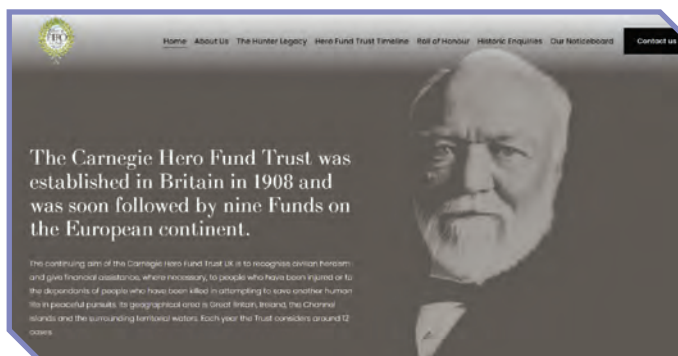 HERO
Home About Us The Hunter Legacy Hero Fund Trust Timeline Roll of Honour Historic Enquiries Our Noticeboard Contact us
The Carnegie Hero Fund Trust was
established in Britain in 1908 and
was soon followed by nine Funds on
the European continent.
The continuing aim of the Carnegie Hero Fund Trust UK is to recognise civilian heroism
and give financial assistance, where necessary, to people who have been injured or to
the dependants of people who have been killed in attempting to save another human
life in peaceful pursuits. Its geographical area is Great Britain, Ireland, the Channel
Islands and the surrounding territorial waters. Each year the Trust considers around 12
cases.